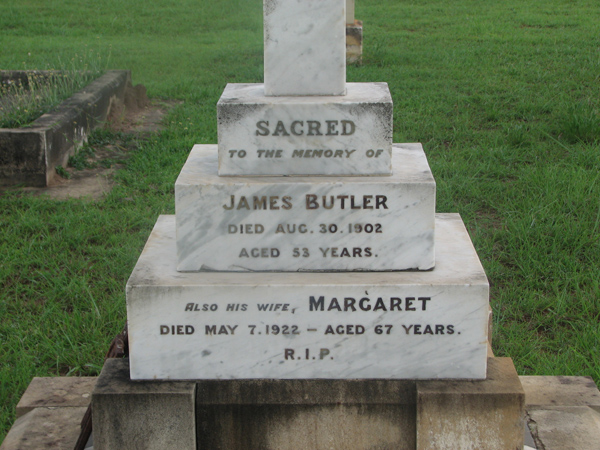 SACRED
TO THE MEMORY OF
JAMES BUTLER
DIED AUG. 30. 1902
AGED 53 YEARS.
ALSO HIS WIFE, MARGARET
DIED MAY 7. 1922 — AGED 67 YEARS.
R.I.P.